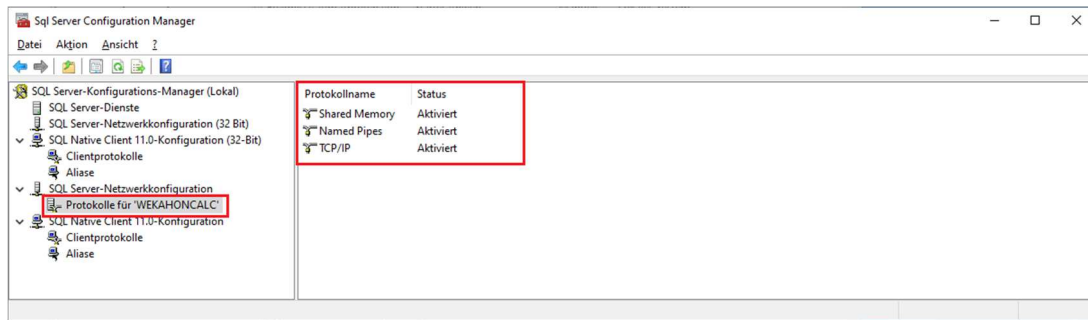 Sql Server Configuration Manager
Datei Aktion Ansicht ?
SQL Server-Konfigurations-Manager (Lokal)
SQL Server-Dienste
SQL Server-Netzwerkkonfiguration (32 Bit)
SQL Native Client 11.0-Konfiguration (32-Bit)
Clientprotokolle
Aliase
SQL Server-Netzwerkkonfiguration
Protokolle für 'WEKAHONCALC'
SQL Native Client 11.0-Konfiguration
Clientprotokolle
Aliase
Protokollname Status
Shared Memory Aktiviert
Named Pipes Aktiviert
TCP/IP Aktiviert